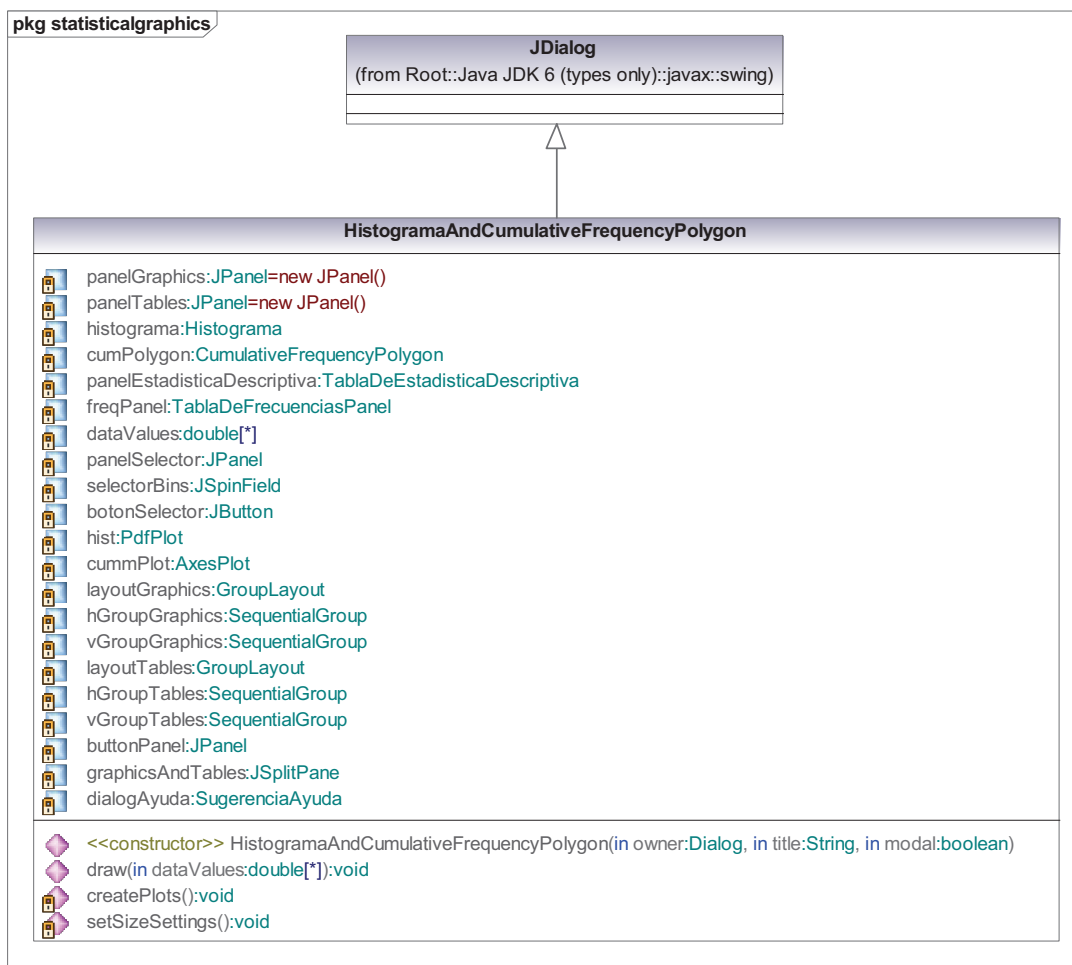 pkg statisticalgraphics
JDialog
(from Root::Java JDK 6 (types only)::javax::swing)
HistogramaAndCumulativeFrequencyPolygon
panelGraphics:JPanel=new JPanel()
panelTables:JPanel=new JPanel()
histograma:Histograma
cumPolygon:CumulativeFrequencyPolygon
panelEstadisticaDescriptiva:TablaDeEstadisticaDescriptiva
freqPanel:TablaDeFrecuenciasPanel
dataValues:double[*]
panelSelector:JPanel
selectorBins:JSpinField
botonSelector:JButton
hist:PdfPlot
cummPlot:AxesPlot
layoutGraphics:GroupLayout
hGroupGraphics:SequentialGroup
vGroupGraphics:SequentialGroup
layoutTables:GroupLayout
hGroupTables:SequentialGroup
vGroupTables:SequentialGroup
buttonPanel:JPanel
graphicsAndTables:JSplitPane
dialogAyuda:SugerenciaAyuda
<<constructor>> HistogramaAndCumulativeFrequencyPolygon(in owner:Dialog, in title:String, in modal:boolean)
draw(in dataValues:double[*]):void
createPlots():void
setSizeSettings():void